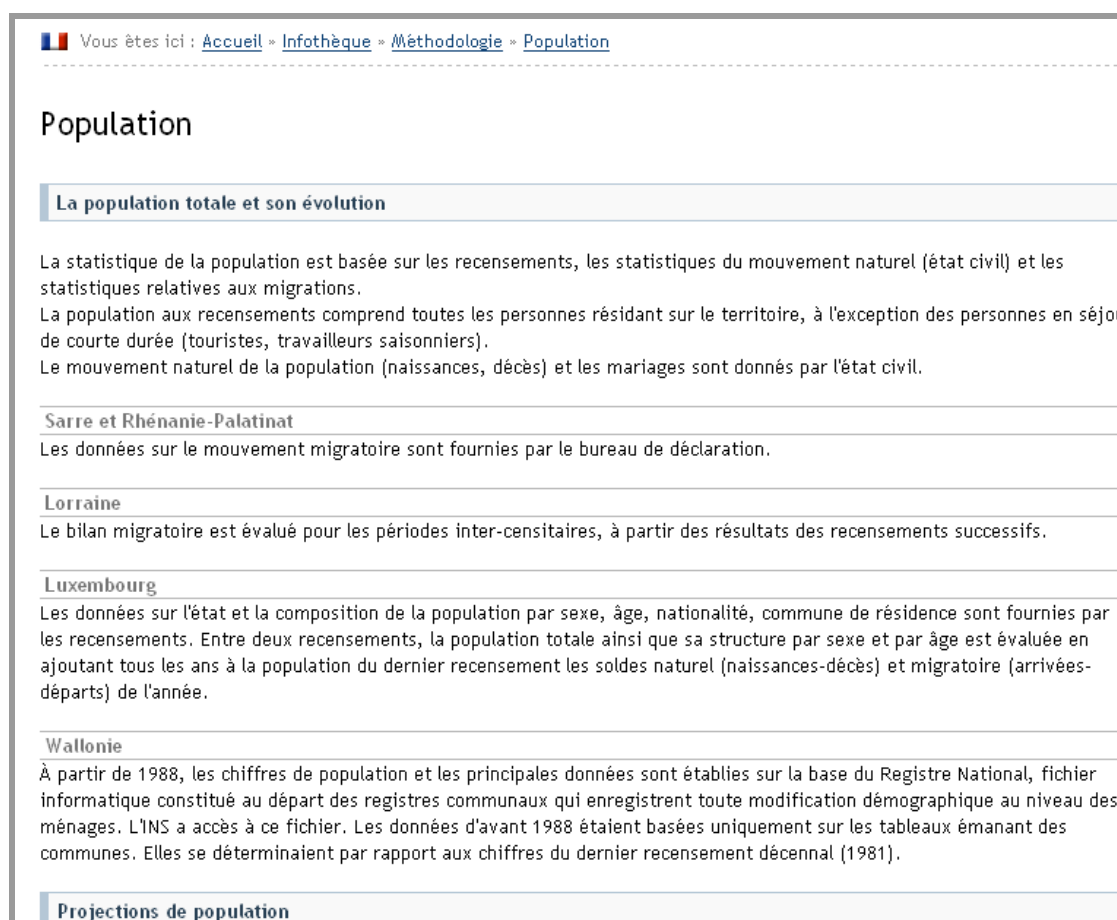 Vous êtes ici : Accueil » Infothèque » Méthodologie » Population
Population
La population totale et son évolution
La statistique de la population est basée sur les recensements, les statistiques du mouvement naturel (état civil) et les
statistiques relatives aux migrations.
La population aux recensements comprend toutes les personnes résidant sur le territoire, à l'exception des personnes en séjou
de courte durée (touristes, travailleurs saisonniers).
Le mouvement naturel de la population (naissances, décès) et les mariages sont donnés par l'état civil.
Sarre et Rhénanie-Palatinat
Les données sur le mouvement migratoire sont fournies par le bureau de déclaration.
Lorraine
Le bilan migratoire est évalué pour les périodes inter-censitaires, à partir des résultats des recensements successifs.
Luxembourg
Les données sur l'état et la composition de la population par sexe, âge, nationalité, commune de résidence sont fournies par
les recensements. Entre deux recensements, la population totale ainsi que sa structure par sexe et par âge est évaluée en
ajoutant tous les ans à la population du dernier recensement les soldes naturel (naissances-décès) et migratoire (arrivées-
départs) de l'année.
Wallonie
À partir de 1988, les chiffres de population et les principales données sont établies sur la base du Registre National, fichier
informatique constitué au départ des registres communaux qui enregistrent toute modification démographique au niveau des
ménages. L'INS a accès à ce fichier. Les données d'avant 1988 étaient basées uniquement sur les tableaux émanant des
communes. Elles se déterminaient par rapport aux chiffres du dernier recensement décennal (1981).
Projections de population